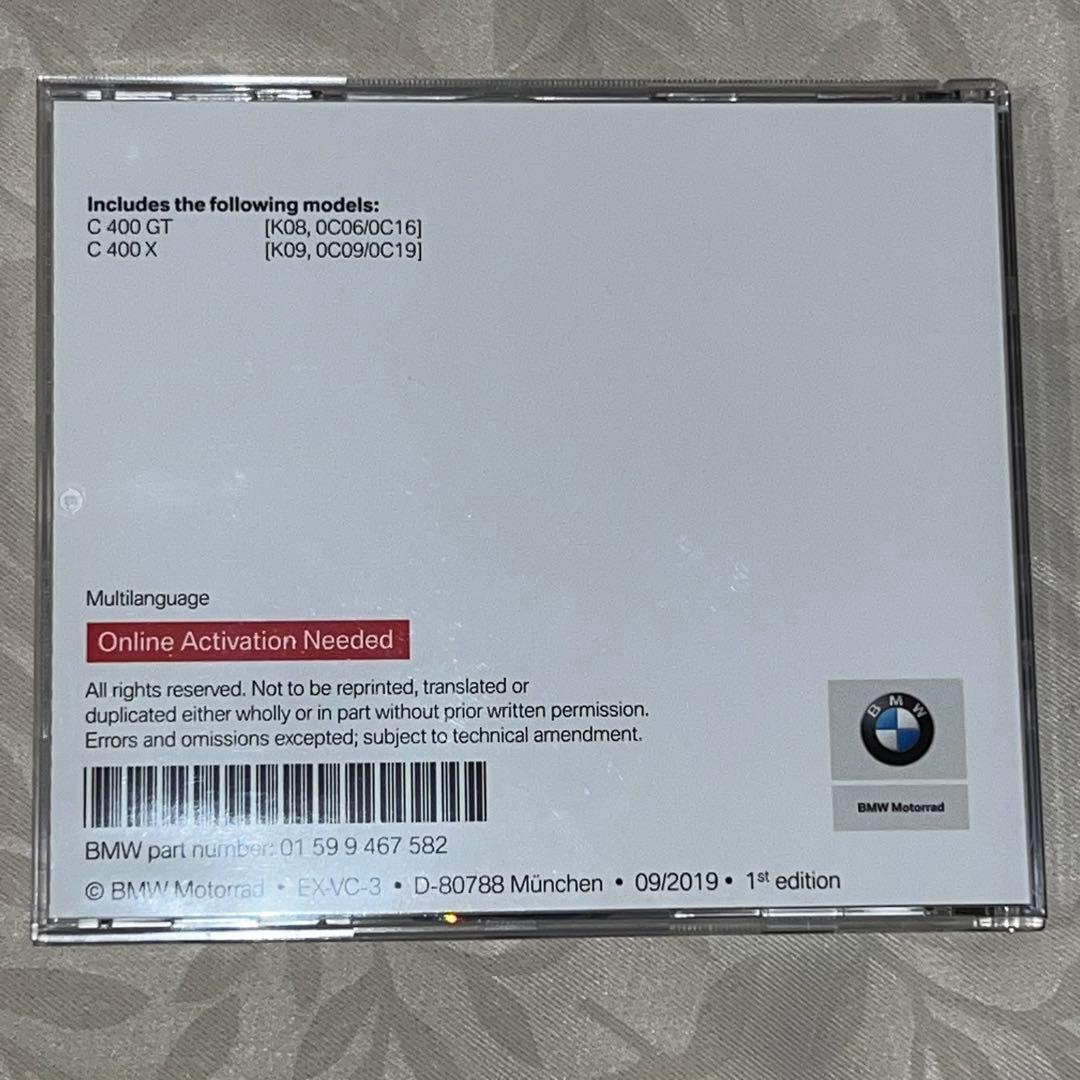 Includes the following models:
C 400 GT [K08, 0C06/0C16]
C 400 X [K09, 0C09/0C19]
Multilanguage
Online Activation Needed
All rights reserved. Not to be reprinted, translated or
duplicated either wholly or in part without prior written permission.
Errors and omissions excepted; subject to technical amendment.
BMW
BMW Motorrad
BMW part number: 01 59 9 467 582
© BMW Motorrad • EX-VC-3 • D-80788 München • 09/2019 • 1st edition